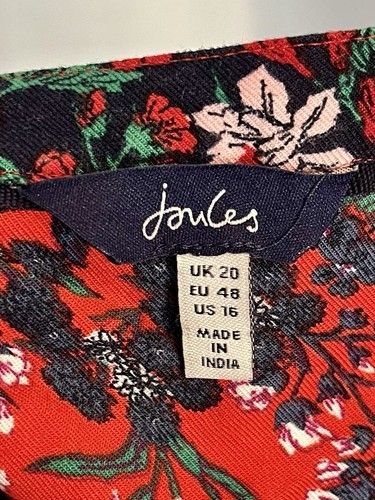 Joules
UK 20
EU 48
US 16
MADE
IN
INDIA